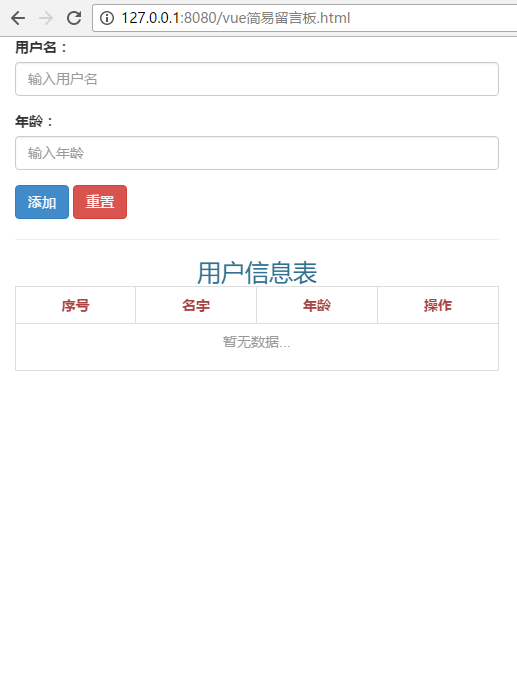 127.0.0.1:8080/vue简易留言板.html
用户名：
输入用户名
年龄：
输入年龄
添加 重置
用户信息表
序号 名字 年龄 操作
暂无数据...